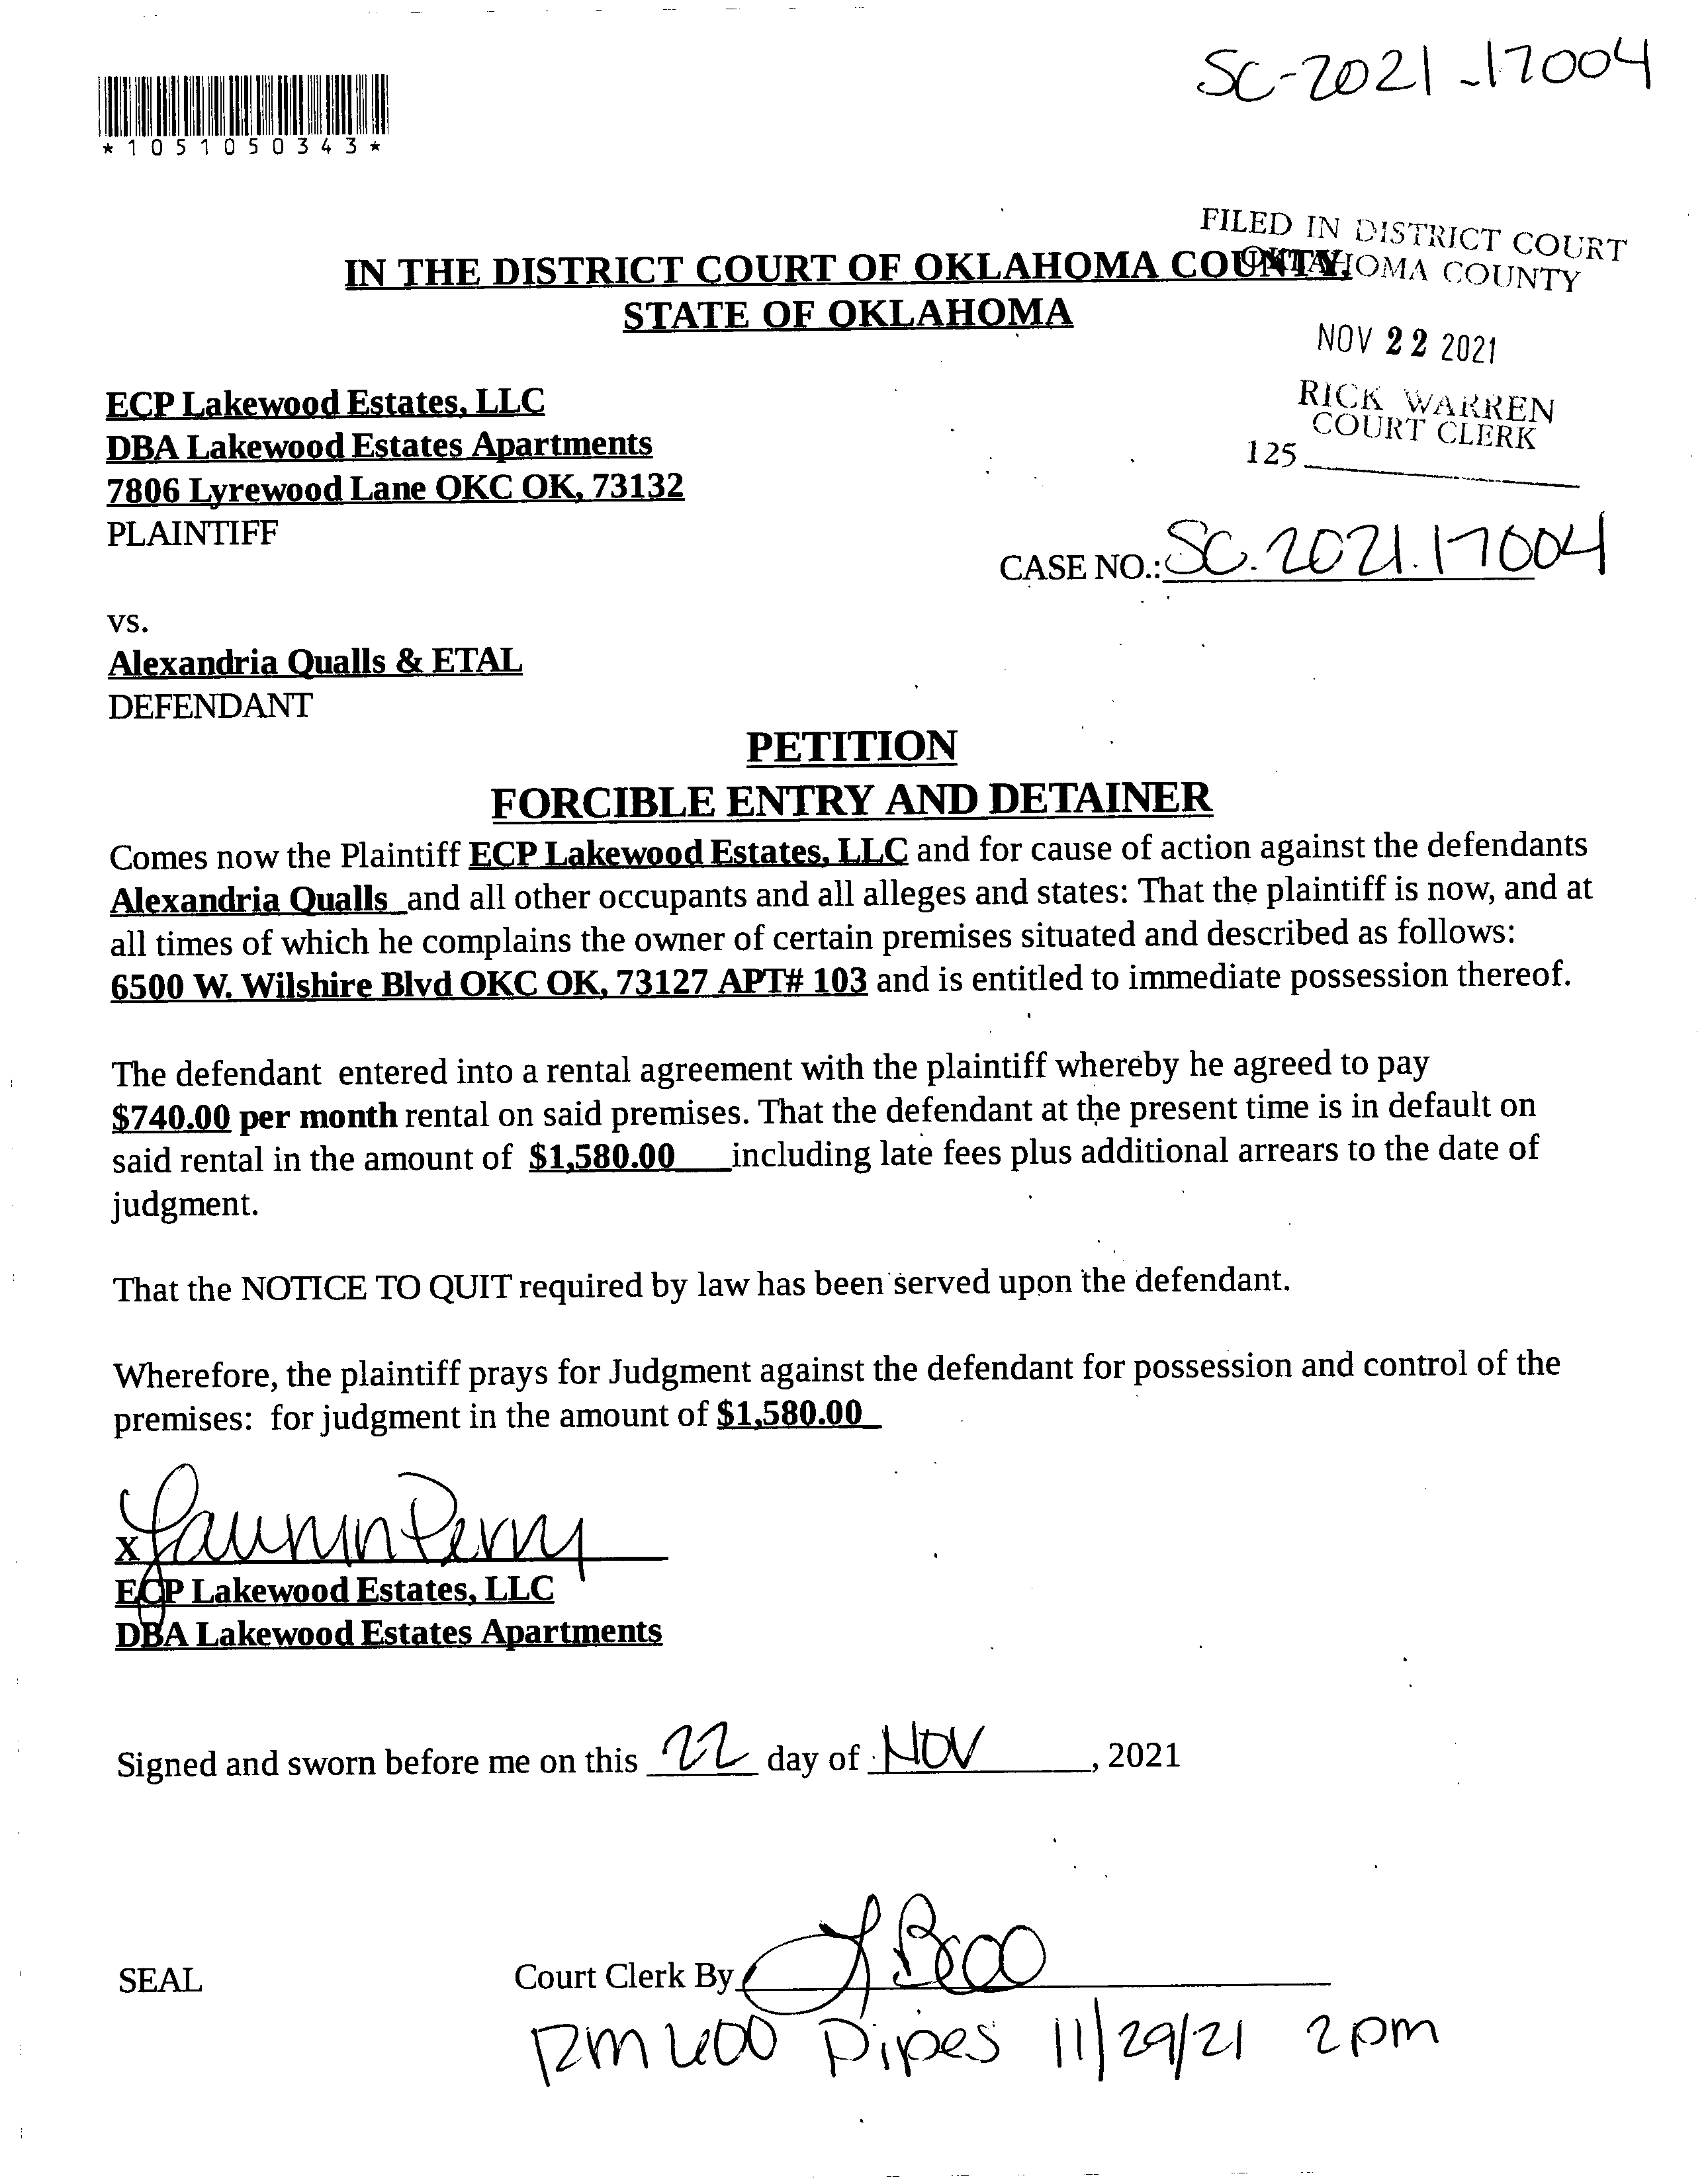 SC-2021-17004
*1051050343*
FILED IN DISTRICT COURT
OKLAHOMA COUNTY
IN THE DISTRICT COURT OF OKLAHOMA COUNTY,
STATE OF OKLAHOMA
NOV 22 2021
RICK WARREN
COURT CLERK
125
ECP Lakewood Estates, LLC
DBA Lakewood Estates Apartments
7806 Lyrewood Lane OKC OK, 73132
PLAINTIFF
CASE NO.: SC.2021.17004
vs.
Alexandria Qualls & ETAL
DEFENDANT
PETITION
FORCIBLE ENTRY AND DETAINER
Comes now the Plaintiff ECP Lakewood Estates, LLC and for cause of action against the defendants
Alexandria Qualls and all other occupants and all alleges and states: That the plaintiff is now, and at
all times of which he complains the owner of certain premises situated and described as follows:
6500 W. Wilshire Blvd OKC OK, 73127 APT# 103 and is entitled to immediate possession thereof.
The defendant entered into a rental agreement with the plaintiff whereby he agreed to pay
$740.00 per month rental on said premises. That the defendant at the present time is in default on
said rental in the amount of $1,580.00 including late fees plus additional arrears to the date of
judgment.
That the NOTICE TO QUIT required by law has been served upon the defendant.
Wherefore, the plaintiff prays for Judgment against the defendant for possession and control of the
premises: for judgment in the amount of $1,580.00
X
ECP Lakewood Estates, LLC
DBA Lakewood Estates Apartments
Signed and sworn before me on this 22 day of NOV, 2021
SEAL
Court Clerk By
RM 600 Pipes 11/29/21 2pm